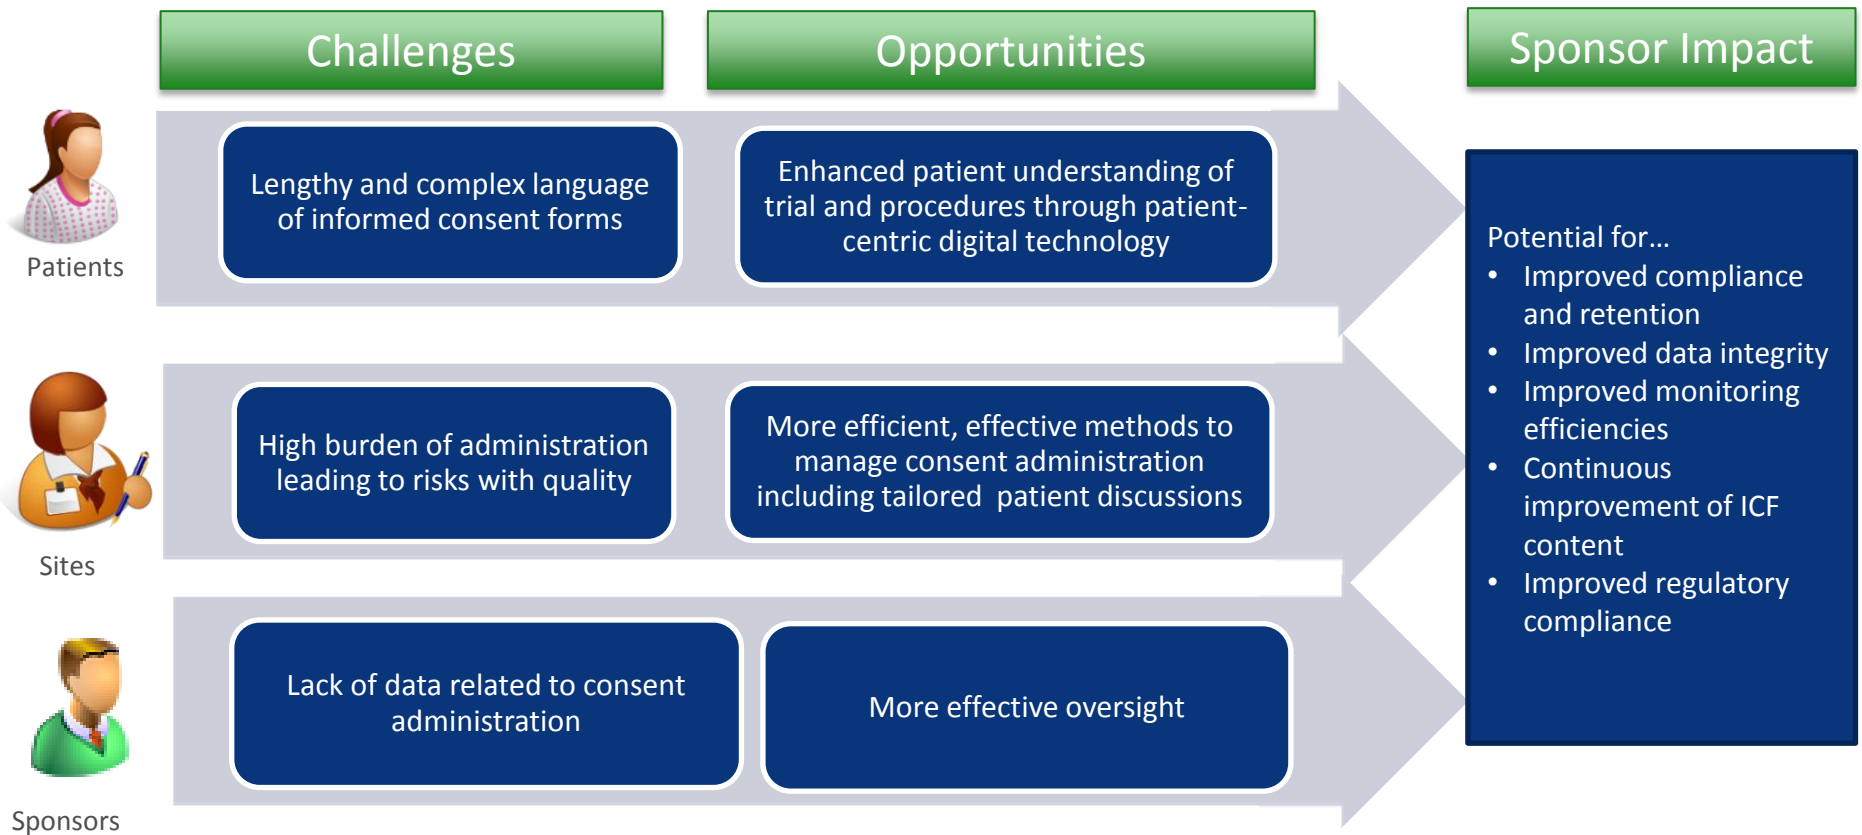 Challenges
Opportunities
Sponsor Impact
Patients
Lengthy and complex language
of informed consent forms
Enhanced patient understanding of
trial and procedures through patient-
centric digital technology
Sites
High burden of administration
leading to risks with quality
More efficient, effective methods to
manage consent administration
including tailored patient discussions
Sponsors
Lack of data related to consent
administration
More effective oversight
Potential for…
• Improved compliance
and retention
• Improved data integrity
• Improved monitoring
efficiencies
• Continuous
improvement of ICF
content
• Improved regulatory
compliance